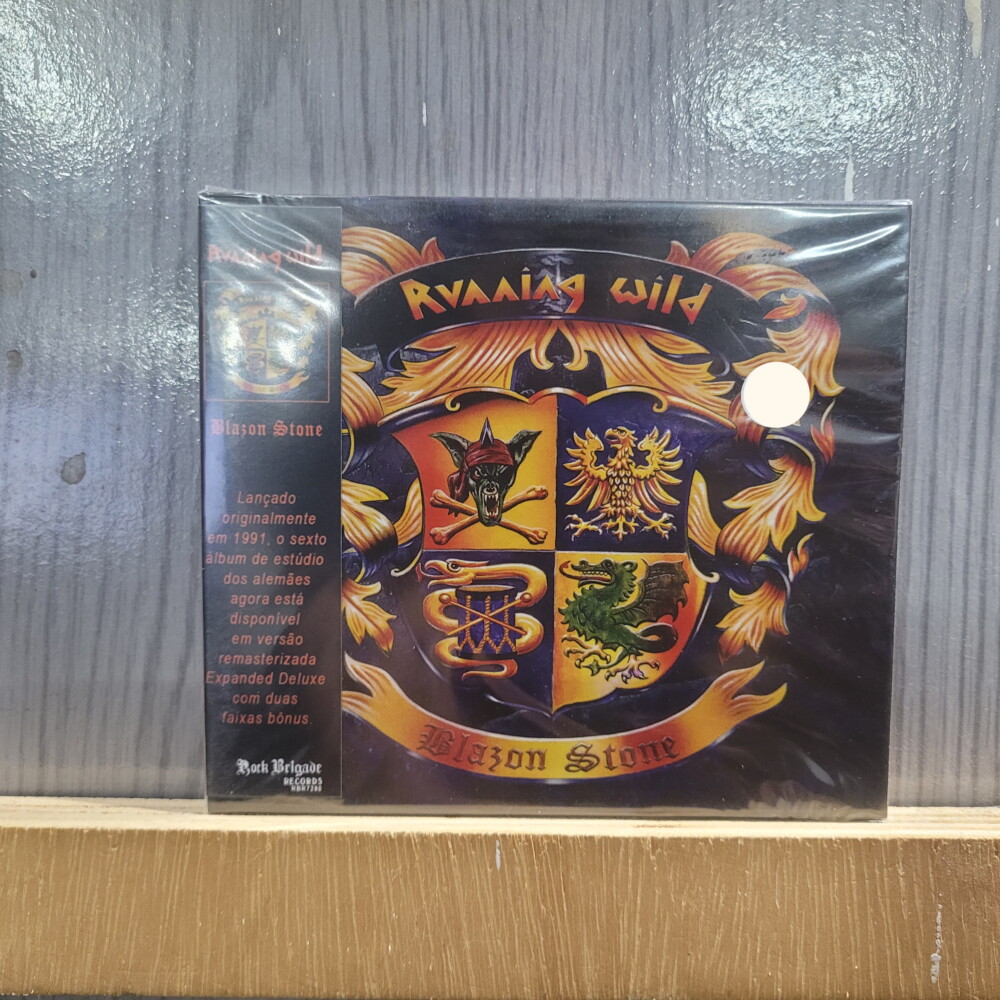 Running Wild
Blazon Stone
Lançado
originalmente
em 1991, o sexto
álbum de estúdio
dos alemães
agora está
disponível
em versão
remasterizada
Expanded Deluxe
com duas
faixas bônus.
Rock Brigade
RECORDS
Running Wild
Blazon Stone